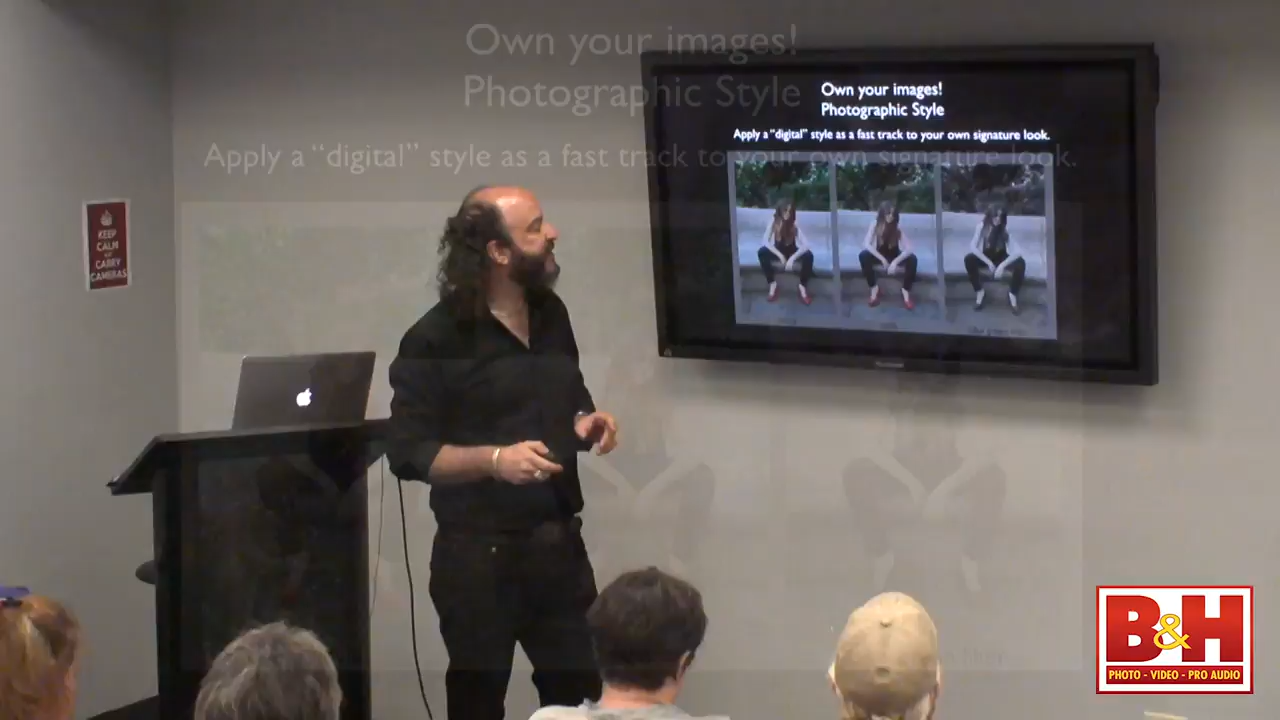 Own your images!
Photographic Style
Apply a “digital” style as a fast track to your own signature look.
Own your images!
Photographic Style
Apply a “digital” style as a fast track to your own signature look.
KEEP
CALM
AND
CARRY
CAMERAS
B&H
PHOTO - VIDEO - PRO AUDIO